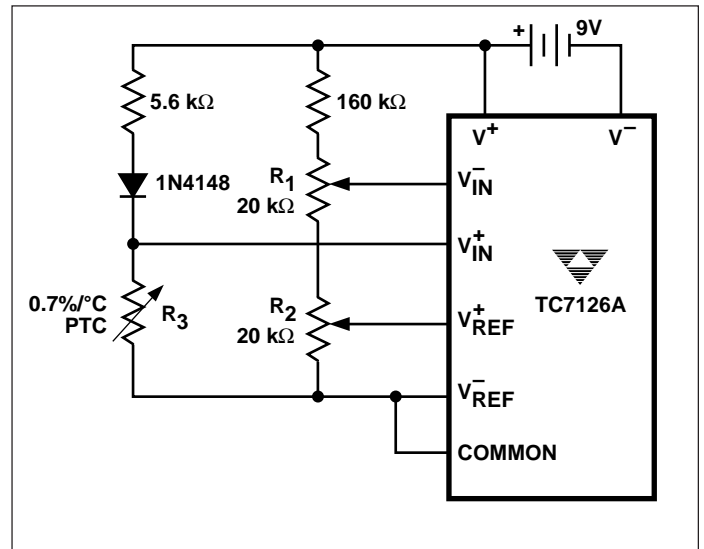 + 9V
5.6 kΩ
160 kΩ
V+ V–
1N4148
R1
20 kΩ
V–IN
V+IN
0.7%/°C
PTC
R3
R2
20 kΩ
V+REF
TC7126A
V–REF
COMMON